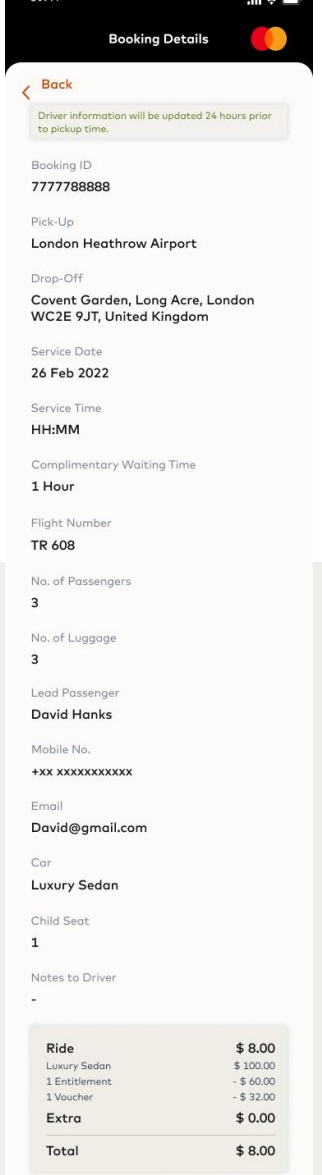 Booking Details
Back
Driver information will be updated 24 hours prior
to pickup time.
Booking ID
7777788888
Pick-Up
London Heathrow Airport
Drop-Off
Covent Garden, Long Acre, London
WC2E 9JT, United Kingdom
Service Date
26 Feb 2022
Service Time
HH:MM
Complimentary Waiting Time
1 Hour
Flight Number
TR 608
No. of Passengers
3
No. of Luggage
3
Lead Passenger
David Hanks
Mobile No.
+xx xxxxxxxxxxx
Email
David@gmail.com
Car
Luxury Sedan
Child Seat
1
Notes to Driver
-
Ride $ 8.00
Luxury Sedan $ 100.00
1 Entitlement - $ 60.00
1 Voucher - $ 32.00
Extra $ 0.00
Total $ 8.00